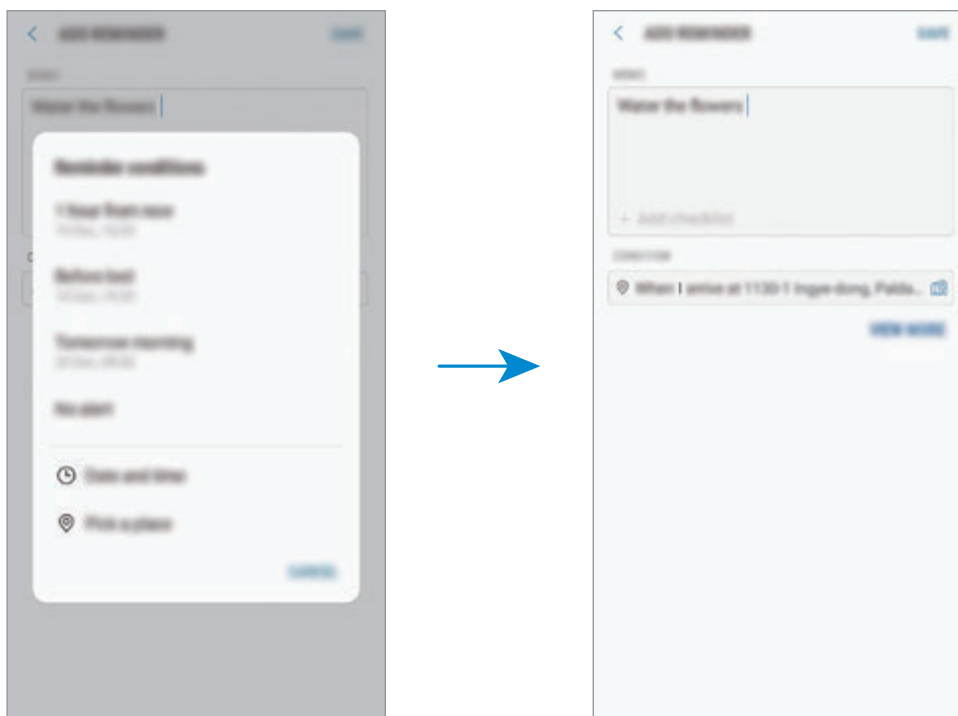 ADD REMINDER SAVE
MEMO
Water the flowers
Reminder conditions
1 hour from now
Before bed
Tomorrow morning
No alert
Date and time
Pick a place
CANCEL
ADD REMINDER SAVE
MEMO
Water the flowers
+ Add checklist
CONDITION
When I arrive at 1130-1 Ingye-dong, Palda...
VIEW MORE